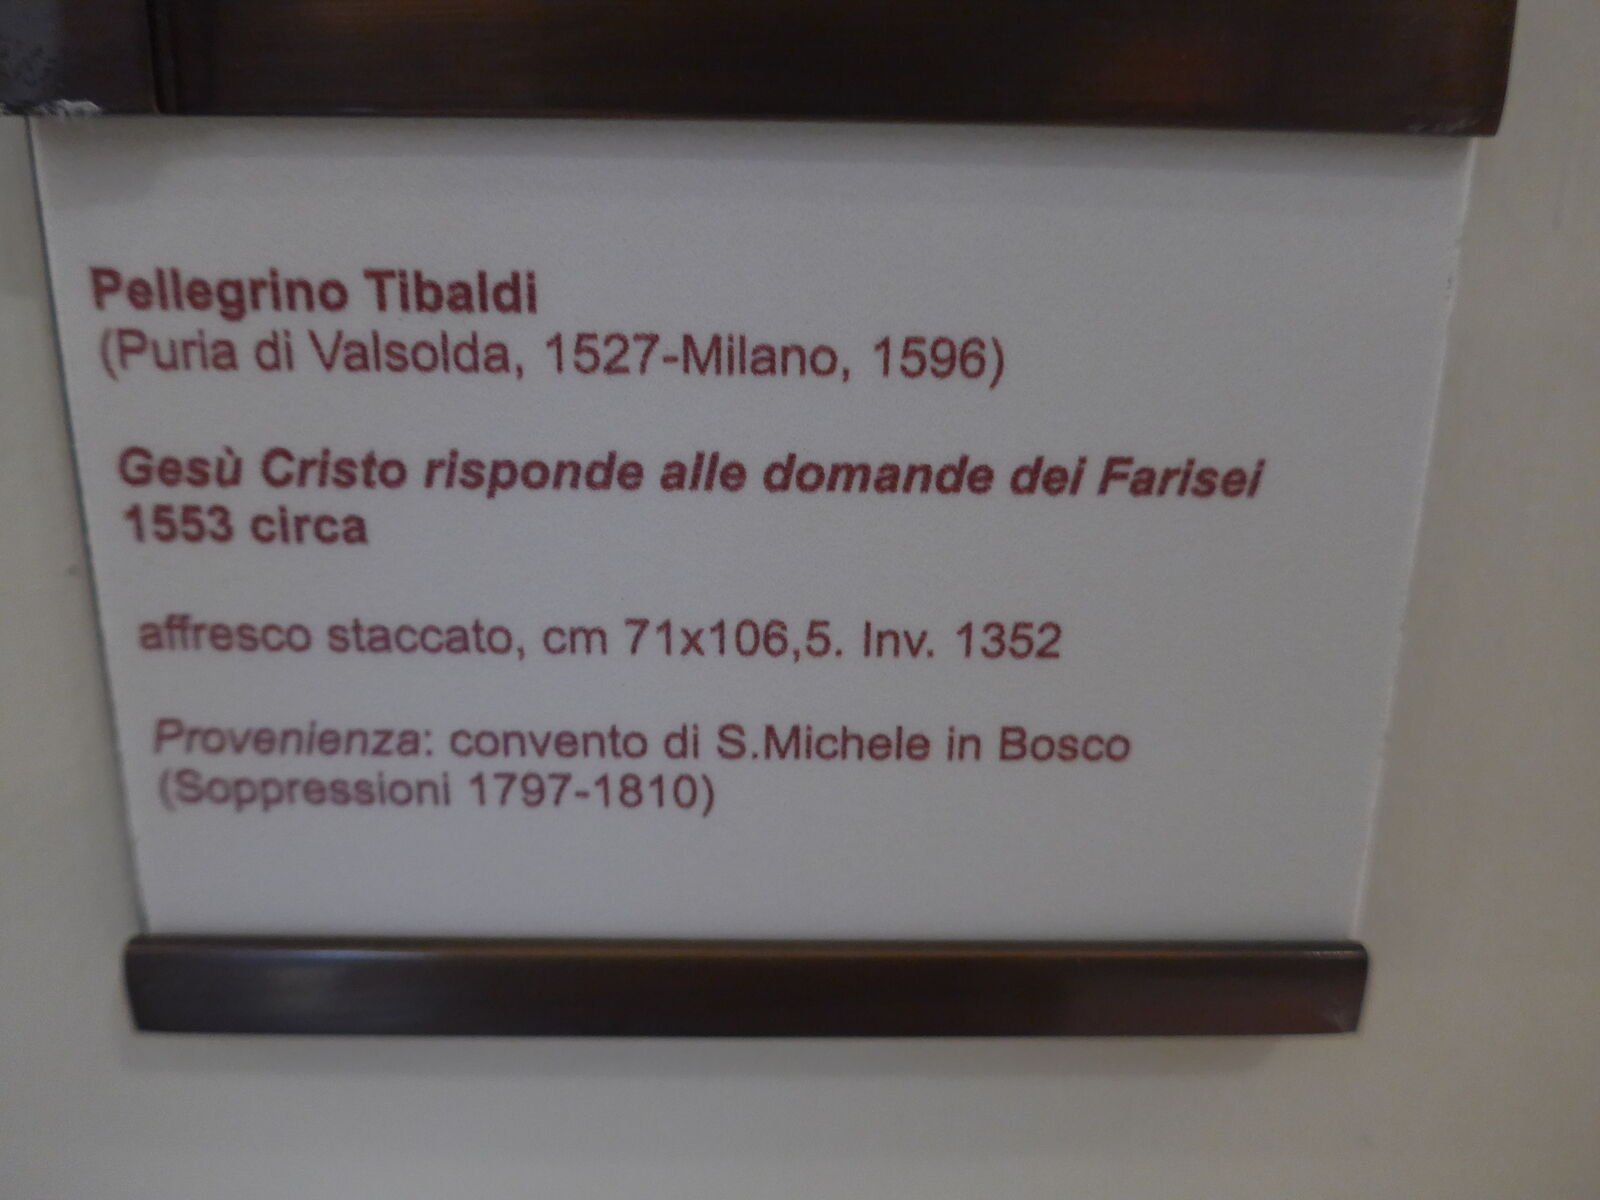 Pellegrino Tibaldi
(Puria di Valsolda, 1527-Milano, 1596)
Gesù Cristo risponde alle domande dei Farisei
1553 circa
affresco staccato, cm 71x106,5. Inv. 1352
Provenienza: convento di S.Michele in Bosco
(Soppressioni 1797-1810)